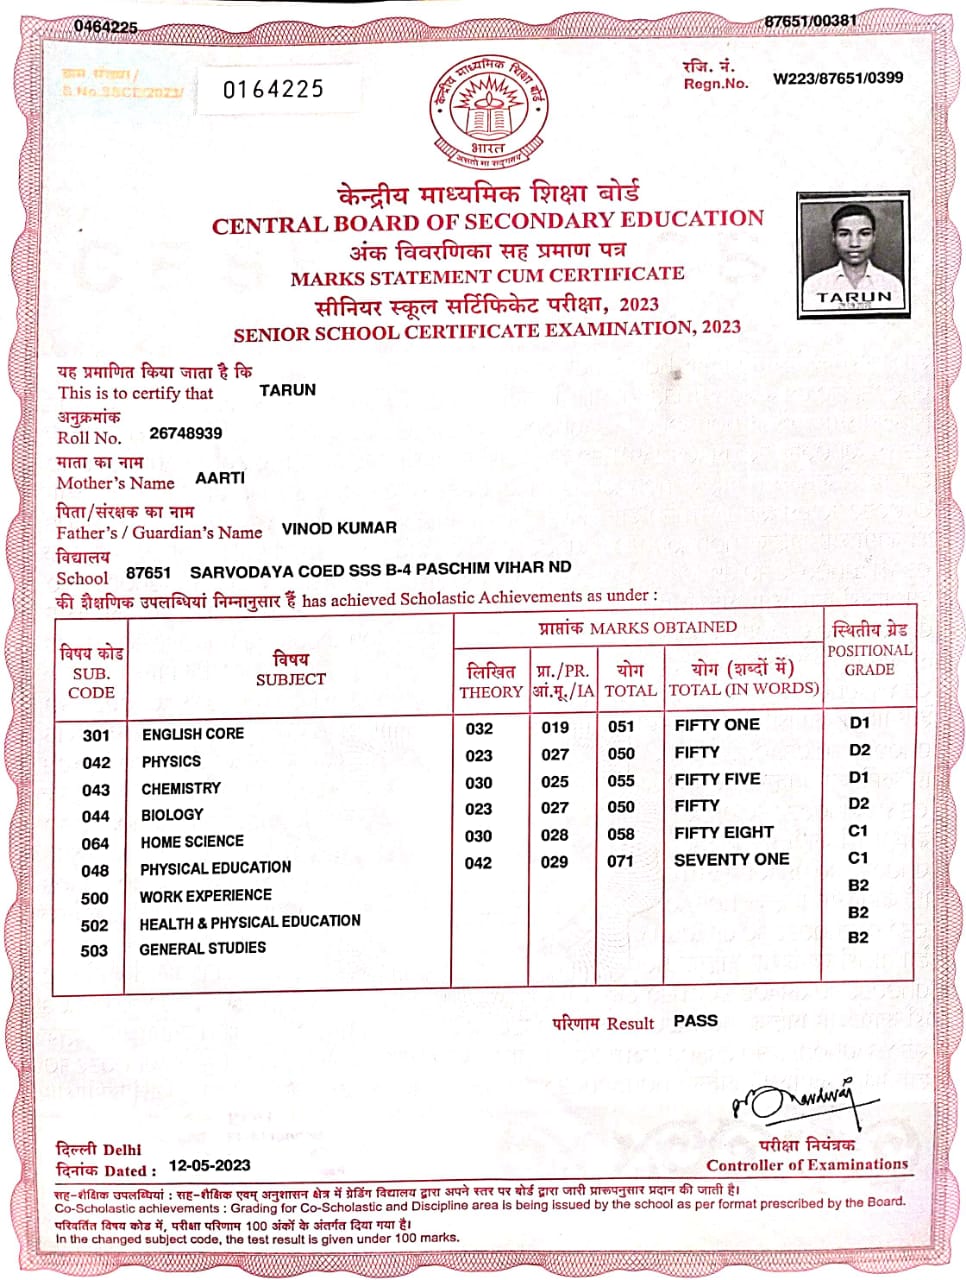 0464225
87651/00381
क्रम संख्या/
S.No.SSCE/2023/
0164225
रजि. नं.
Regn.No. W223/87651/0399
केन्द्रीय माध्यमिक शिक्षा बोर्ड
भारत
असतो मा सद्गमय
केन्द्रीय माध्यमिक शिक्षा बोर्ड
CENTRAL BOARD OF SECONDARY EDUCATION
अंक विवरणिका सह प्रमाण पत्र
MARKS STATEMENT CUM CERTIFICATE
सीनियर स्कूल सर्टिफिकेट परीक्षा, 2023
SENIOR SCHOOL CERTIFICATE EXAMINATION, 2023
TARUN
यह प्रमाणित किया जाता है कि
This is to certify that TARUN
अनुक्रमांक
Roll No. 26748939
माता का नाम
Mother's Name AARTI
पिता/संरक्षक का नाम
Father's / Guardian's Name VINOD KUMAR
विद्यालय
School 87651 SARVODAYA COED SSS B-4 PASCHIM VIHAR ND
की शैक्षणिक उपलब्धियां निम्नानुसार हैं has achieved Scholastic Achievements as under :
विषय कोड SUB. CODE
विषय SUBJECT
प्राप्तांक MARKS OBTAINED
लिखित THEORY
प्रा./PR. आं.मू./IA
योग TOTAL
योग (शब्दों में) TOTAL (IN WORDS)
स्थितीय ग्रेड POSITIONAL GRADE
301 ENGLISH CORE 032 019 051 FIFTY ONE D1
042 PHYSICS 023 027 050 FIFTY D2
043 CHEMISTRY 030 025 055 FIFTY FIVE D1
044 BIOLOGY 023 027 050 FIFTY D2
064 HOME SCIENCE 030 028 058 FIFTY EIGHT C1
048 PHYSICAL EDUCATION 042 029 071 SEVENTY ONE C1
500 WORK EXPERIENCE B2
502 HEALTH & PHYSICAL EDUCATION B2
503 GENERAL STUDIES B2
परिणाम Result PASS
दिल्ली Delhi
दिनांक Dated : 12-05-2023
परीक्षा नियंत्रक
Controller of Examinations
सह-शैक्षिक उपलब्धियां : सह-शैक्षिक एवम् अनुशासन क्षेत्र में ग्रेडिंग विद्यालय द्वारा अपने स्तर पर बोर्ड द्वारा जारी प्रारूपनुसार प्रदान की जाती है।
Co-Scholastic achievements : Grading for Co-Scholastic and Discipline area is being issued by the school as per format prescribed by the Board.
परिवर्तित विषय कोड में, परीक्षा परिणाम 100 अंकों के अंतर्गत दिया गया है।
In the changed subject code, the test result is given under 100 marks.